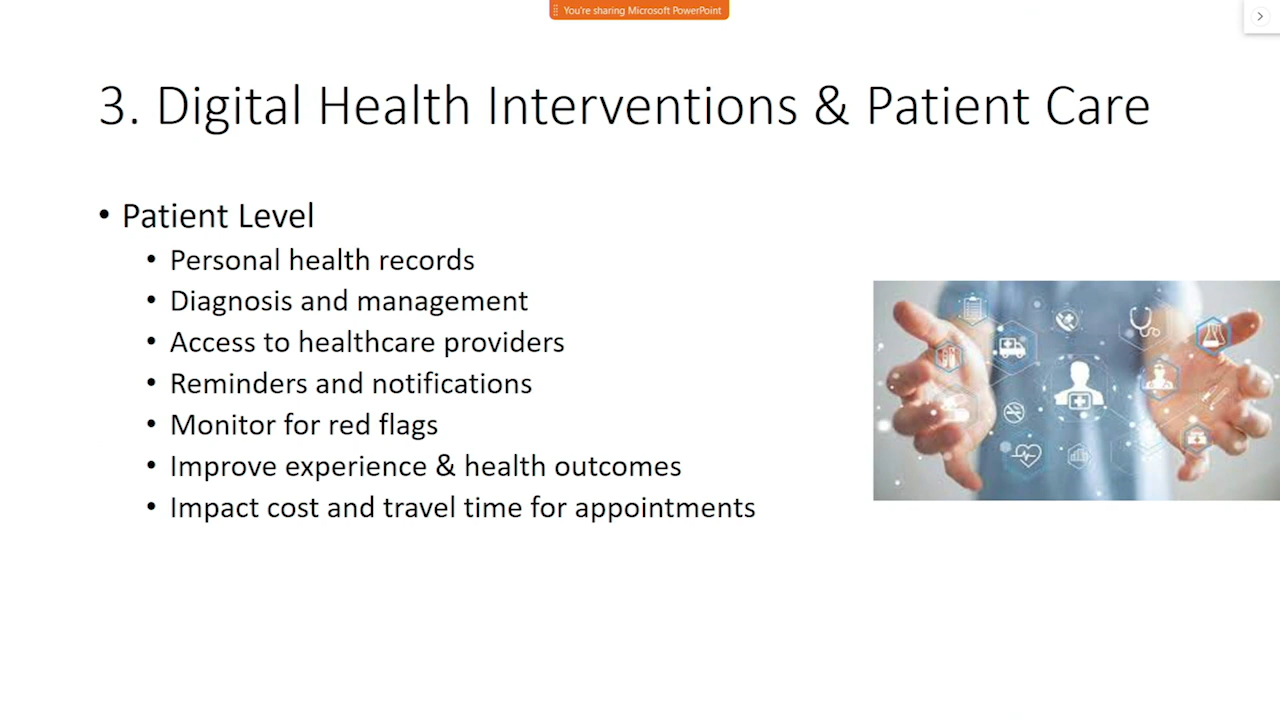 You're sharing Microsoft PowerPoint
3. Digital Health Interventions & Patient Care
• Patient Level
• Personal health records
• Diagnosis and management
• Access to healthcare providers
• Reminders and notifications
• Monitor for red flags
• Improve experience & health outcomes
• Impact cost and travel time for appointments